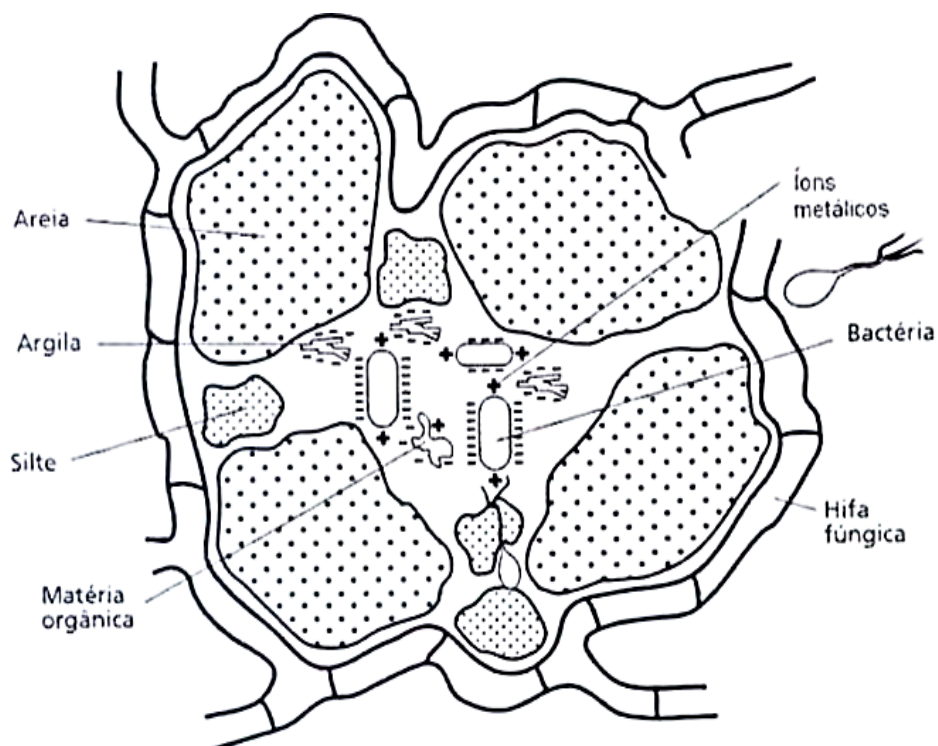 Areia
Íons
metálicos
Argila
Bactéria
Silte
Hifa
fúngica
Matéria
orgânica